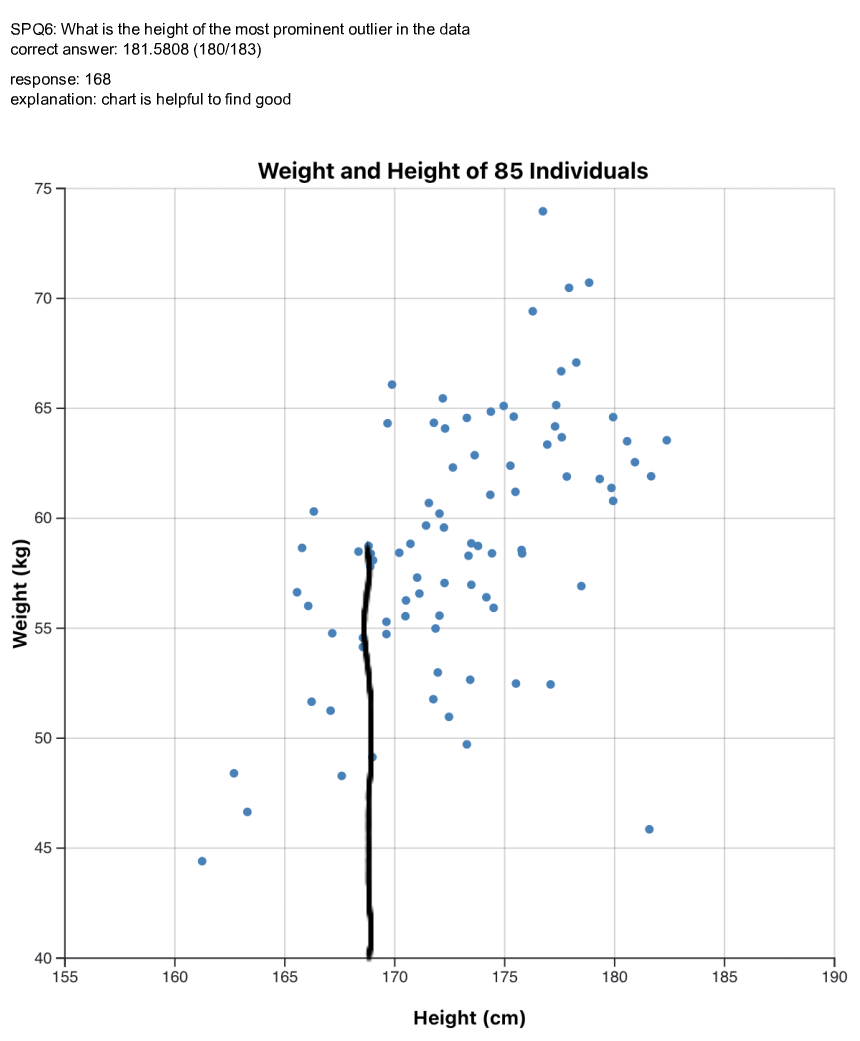 SPQ6: What is the height of the most prominent outlier in the data
correct answer: 181.5808 (180/183)
response: 168
explanation: chart is helpful to find good
Weight and Height of 85 Individuals
75
70
65
60
55
50
45
40
Weight (kg)
155 160 165 170 175 180 185 190
Height (cm)